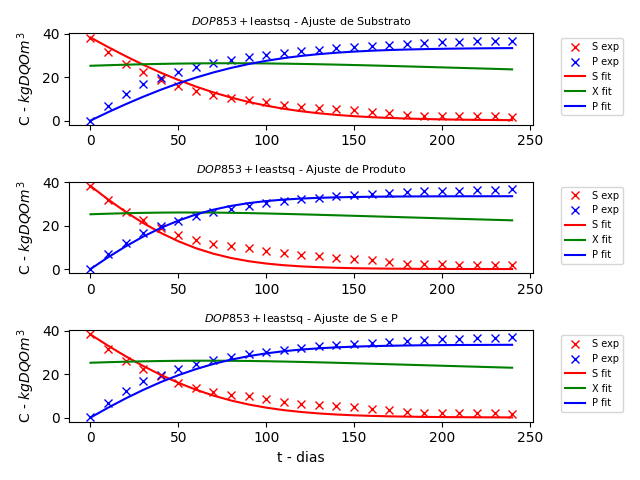 DOP853 + leastsq - Ajuste de Substrato
40
20
0
C - kgDQOm³
0 50 100 150 200 250
S exp
P exp
S fit
X fit
P fit
DOP853 + leastsq - Ajuste de Produto
40
20
0
C - kgDQOm³
0 50 100 150 200 250
S exp
P exp
S fit
X fit
P fit
DOP853 + leastsq - Ajuste de S e P
40
20
0
C - kgDQOm³
0 50 100 150 200 250
t - dias
S exp
P exp
S fit
X fit
P fit